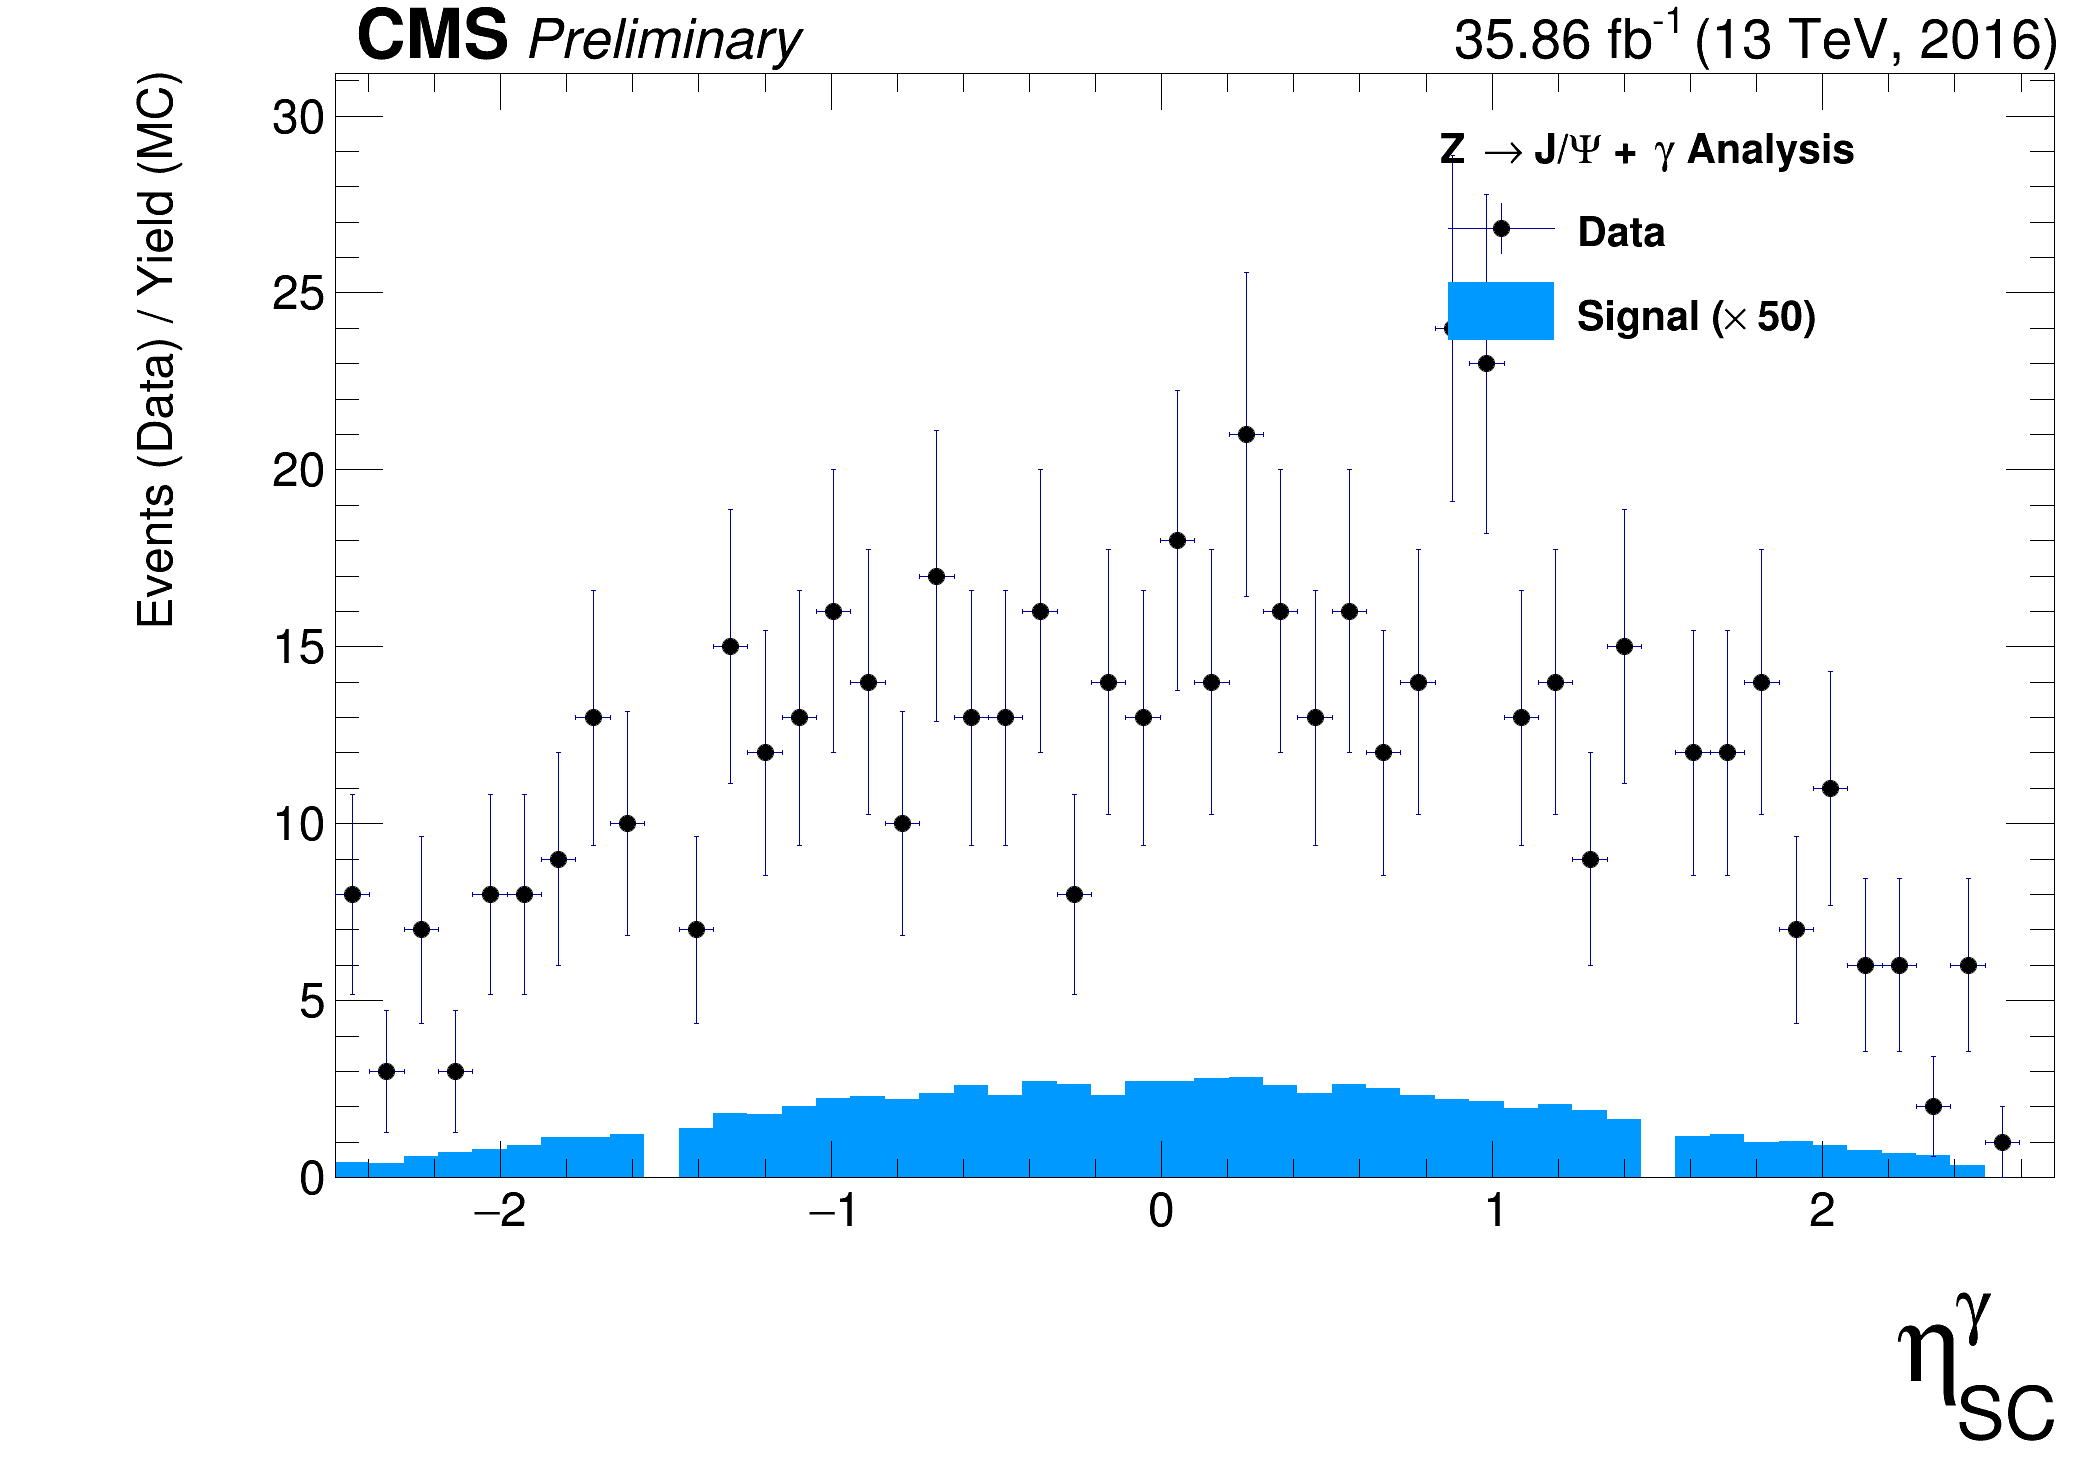 CMS Preliminary 35.86 fb⁻¹ (13 TeV, 2016)
Events (Data) / Yield (MC)
Z → J/Ψ + γ Analysis
Data
Signal (× 50)
30
25
20
15
10
5
0
−2 −1 0 1 2
η^γ_SC